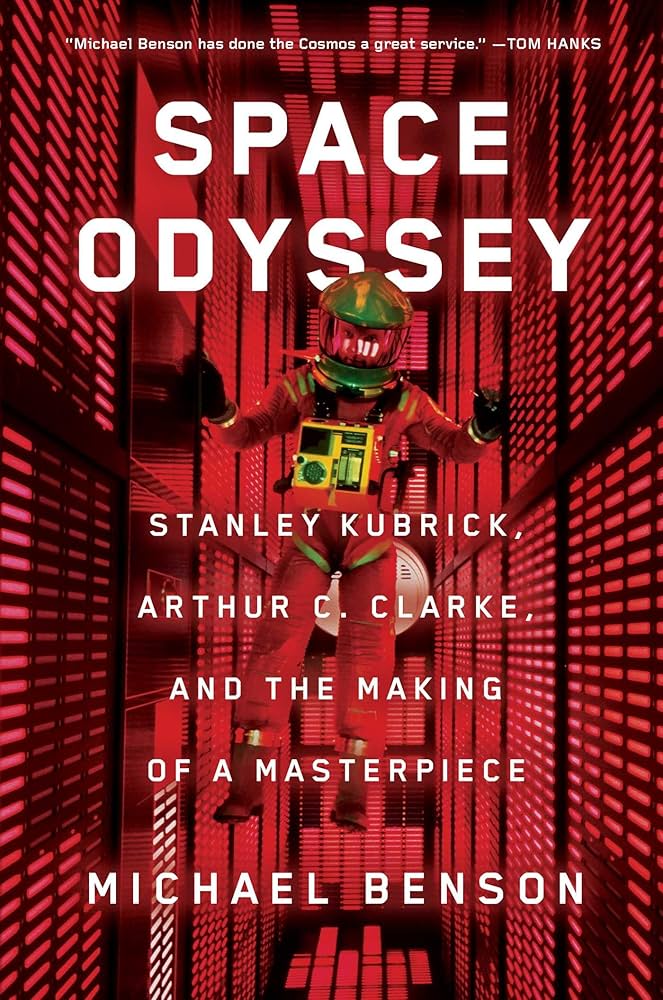 "Michael Benson has done the Cosmos a great service." —TOM HANKS
SPACE
ODYSSEY
STANLEY KUBRICK,
ARTHUR C. CLARKE,
AND THE MAKING
OF A MASTERPIECE
MICHAEL BENSON